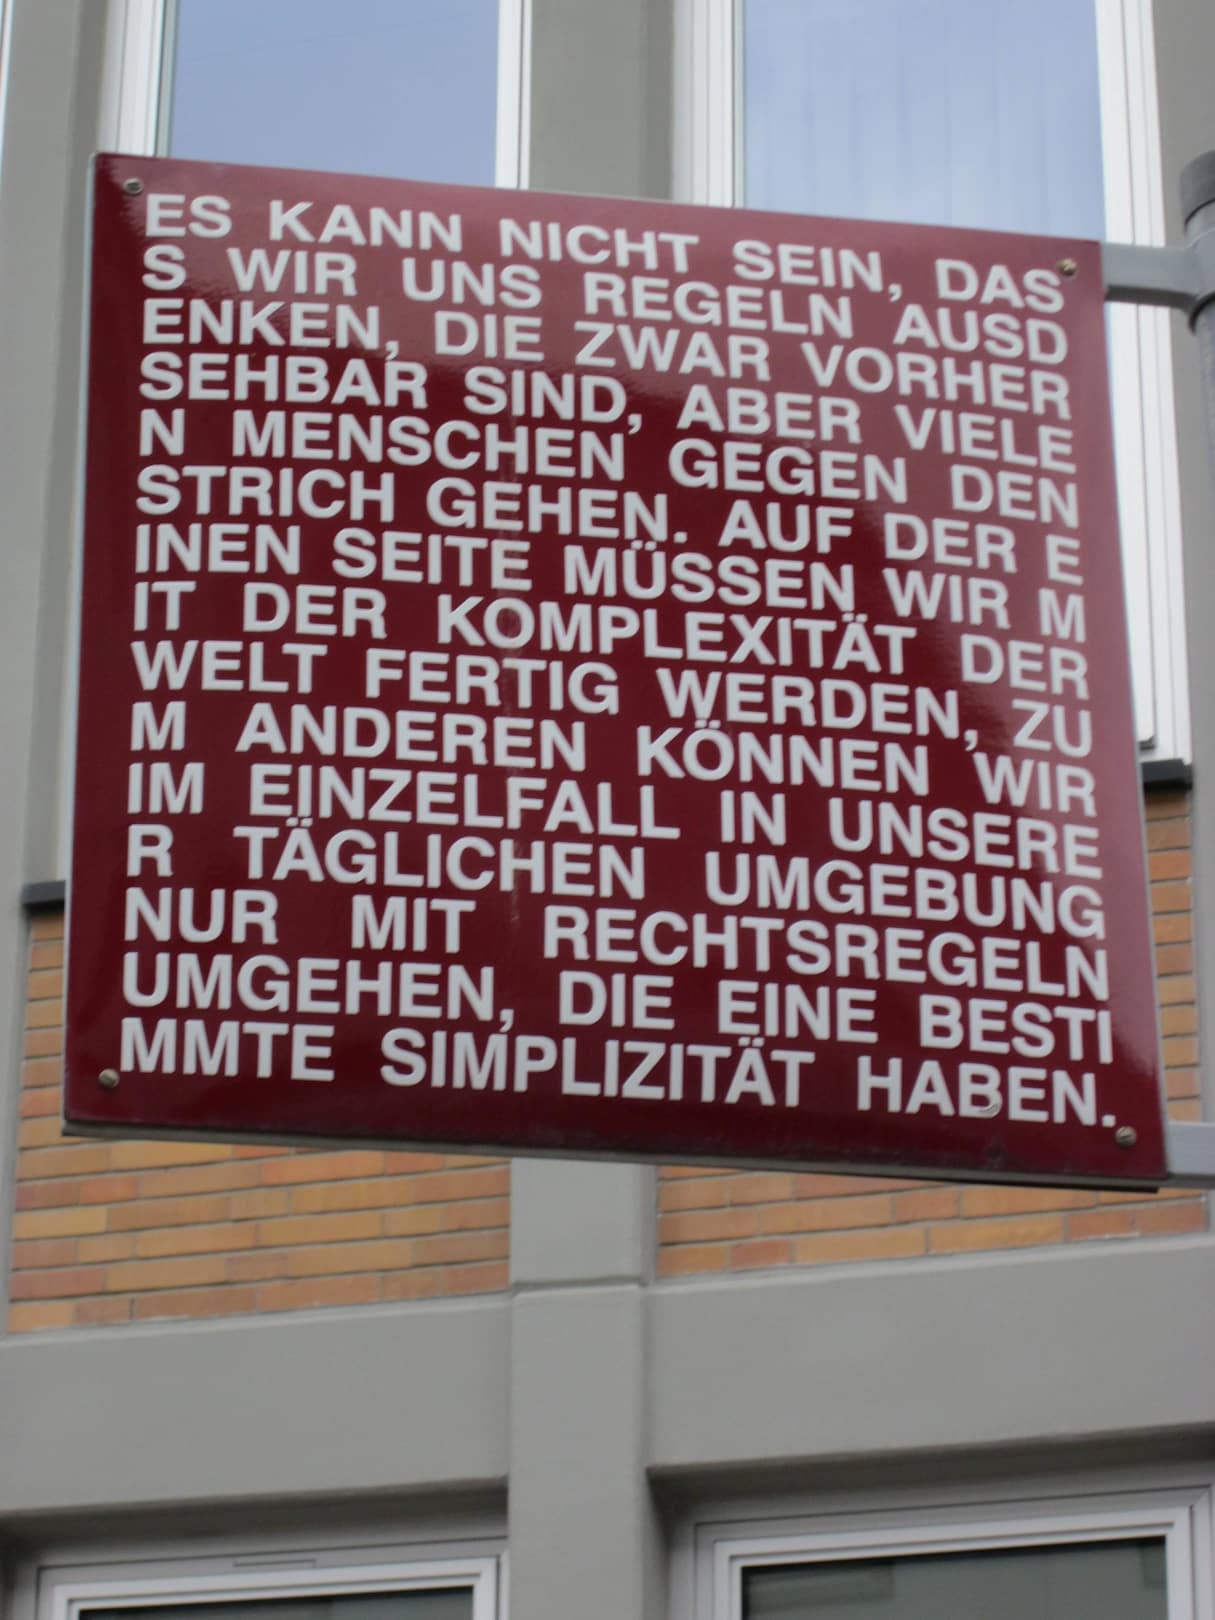 ES KANN NICHT SEIN, DAS
S WIR UNS REGELN AUSD
ENKEN, DIE ZWAR VORHER
SEHBAR SIND, ABER VIELE
N MENSCHEN GEGEN DEN
STRICH GEHEN. AUF DER E
INEN SEITE MÜSSEN WIR M
IT DER KOMPLEXITÄT DER
WELT FERTIG WERDEN, ZU
M ANDEREN KÖNNEN WIR
IM EINZELFALL IN UNSERE
R TÄGLICHEN UMGEBUNG
NUR MIT RECHTSREGELN
UMGEHEN, DIE EINE BESTI
MMTE SIMPLIZITÄT HABEN.